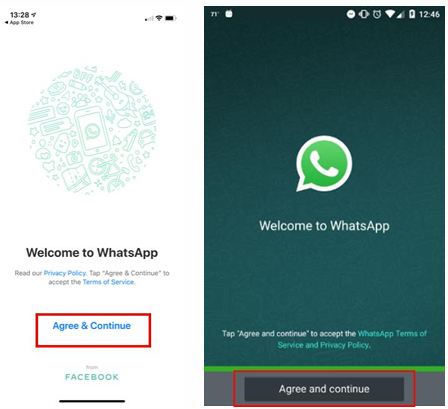 13:28
App Store
Welcome to WhatsApp
Read our Privacy Policy. Tap "Agree & Continue" to
accept the Terms of Service.
Agree & Continue
from
FACEBOOK
71° 12:46
Welcome to WhatsApp
Tap "Agree and continue" to accept the WhatsApp Terms of
Service and Privacy Policy.
Agree and continue